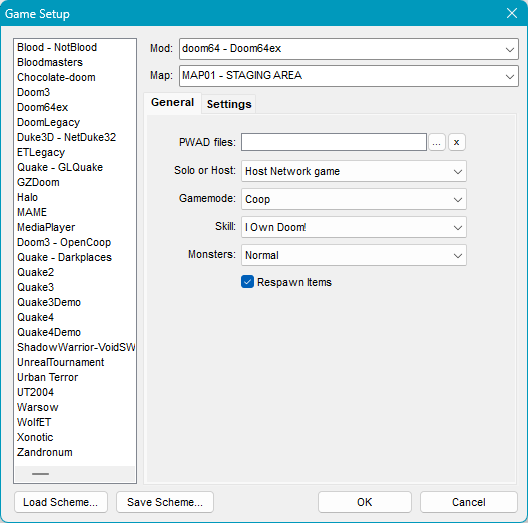 Game Setup
Blood - NotBlood
Bloodmasters
Chocolate-doom
Doom3
Doom64ex
DoomLegacy
Duke3D - NetDuke32
ETLegacy
Quake - GLQuake
GZDoom
Halo
MAME
MediaPlayer
Doom3 - OpenCoop
Quake - Darkplaces
Quake2
Quake3
Quake3Demo
Quake4
Quake4Demo
ShadowWarrior-VoidSW
UnrealTournament
Urban Terror
UT2004
Warsow
WolfET
Xonotic
Zandronum
Mod: doom64 - Doom64ex
Map: MAP01 - STAGING AREA
General Settings
PWAD files: ... x
Solo or Host: Host Network game
Gamemode: Coop
Skill: I Own Doom!
Monsters: Normal
Respawn Items
Load Scheme... Save Scheme... OK Cancel